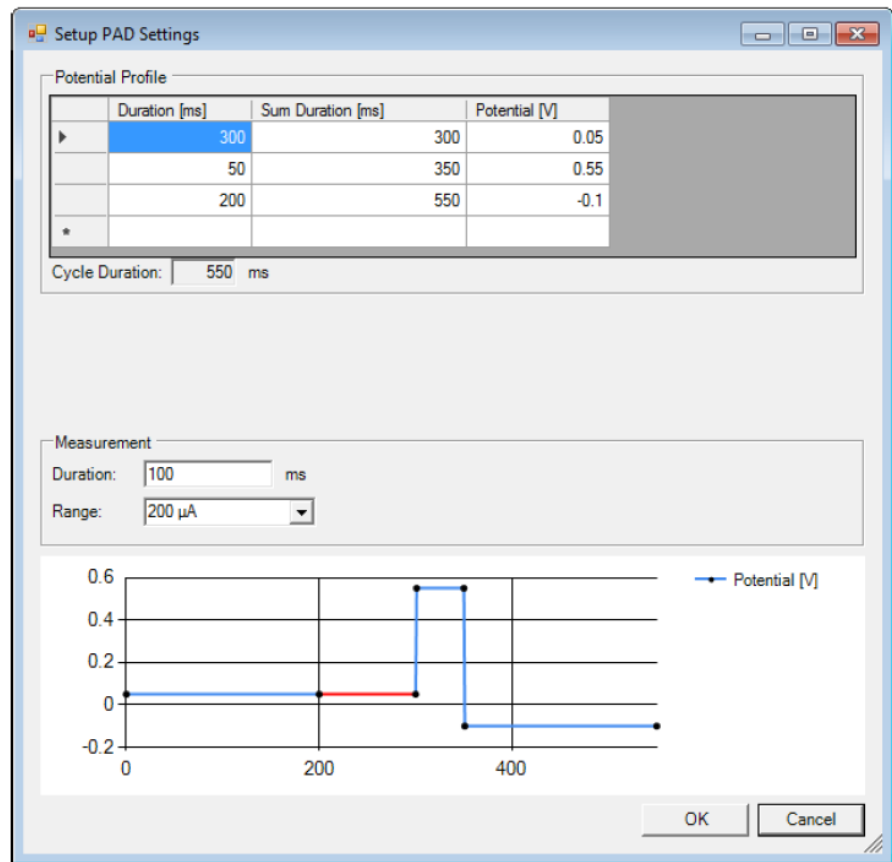 Setup PAD Settings
Potential Profile
Duration [ms] Sum Duration [ms] Potential [V]
300 300 0.05
50 350 0.55
200 550 -0.1
*
Cycle Duration: 550 ms
Measurement
Duration: 100 ms
Range: 200 µA
0.6
0.4
0.2
0
-0.2
0 200 400
Potential [V]
OK Cancel